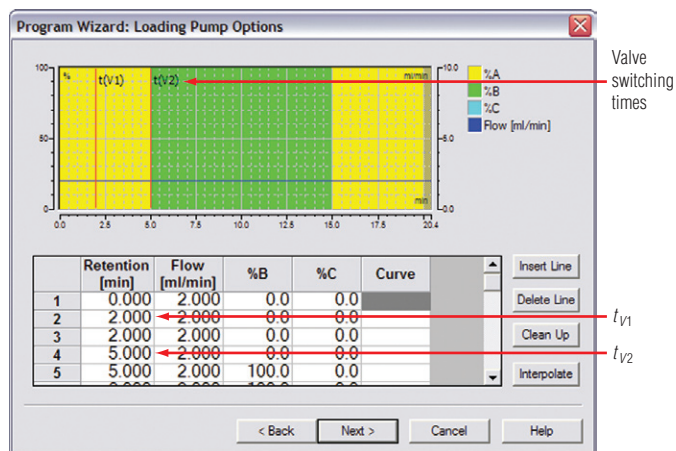 Program Wizard: Loading Pump Options
100
%
t(V1)
t(V2)
ml/min
10.0
50
5.0
0
min
0.0
0.0 2.5 5.0 7.5 10.0 12.5 15.0 17.5 20.4
%A
%B
%C
Flow [ml/min]
Valve
switching
times
Retention [min] Flow [ml/min] %B %C Curve
1 0.000 2.000 0.0 0.0
2 2.000 2.000 0.0 0.0
3 2.000 2.000 0.0 0.0
4 5.000 2.000 0.0 0.0
5 5.000 2.000 100.0 0.0
Insert Line
Delete Line
Clean Up
Interpolate
tV1
tV2
< Back Next > Cancel Help